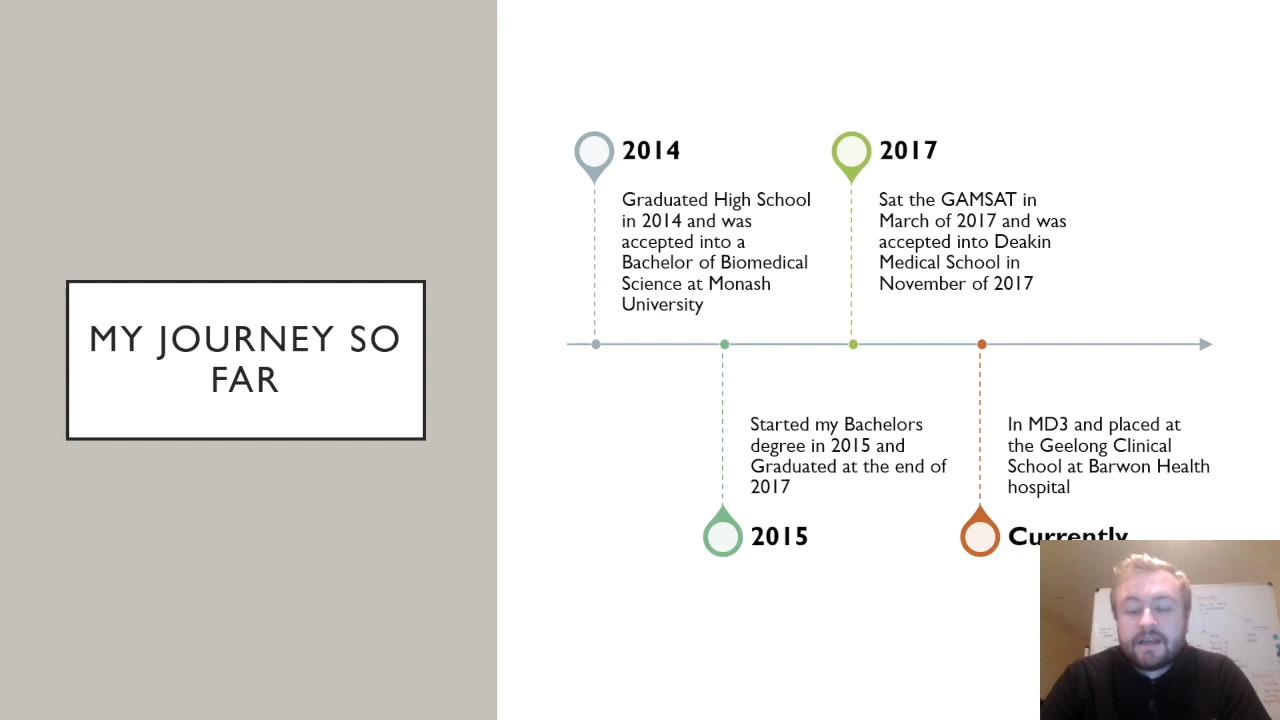 MY JOURNEY SO
FAR
2014
Graduated High School
in 2014 and was
accepted into a
Bachelor of Biomedical
Science at Monash
University
2017
Sat the GAMSAT in
March of 2017 and was
accepted into Deakin
Medical School in
November of 2017
Started my Bachelors
degree in 2015 and
Graduated at the end of
2017
2015
In MD3 and placed at
the Geelong Clinical
School at Barwon Health
hospital
Currently